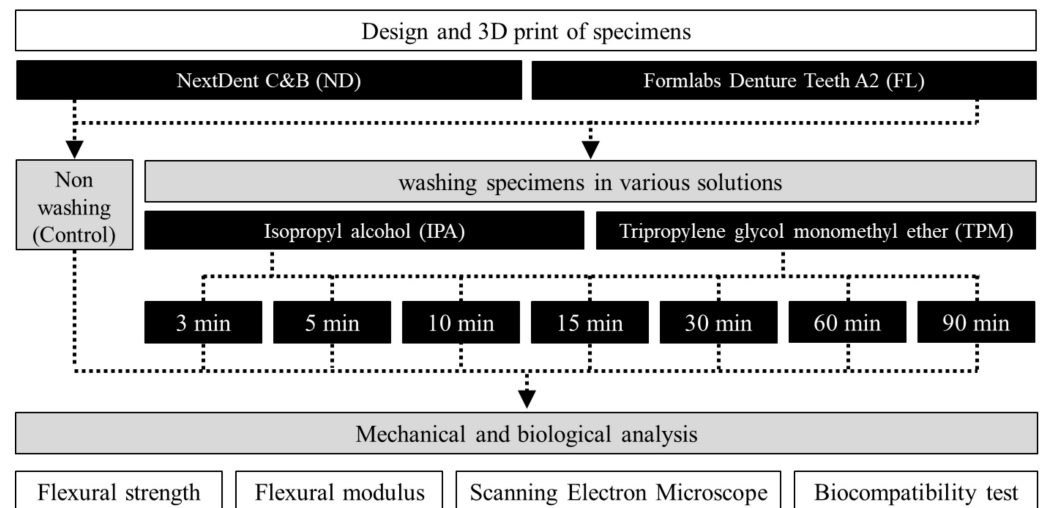 Design and 3D print of specimens
NextDent C&B (ND)
Formlabs Denture Teeth A2 (FL)
Non
washing
(Control)
washing specimens in various solutions
Isopropyl alcohol (IPA)
Tripropylene glycol monomethyl ether (TPM)
3 min
5 min
10 min
15 min
30 min
60 min
90 min
Mechanical and biological analysis
Flexural strength
Flexural modulus
Scanning Electron Microscope
Biocompatibility test